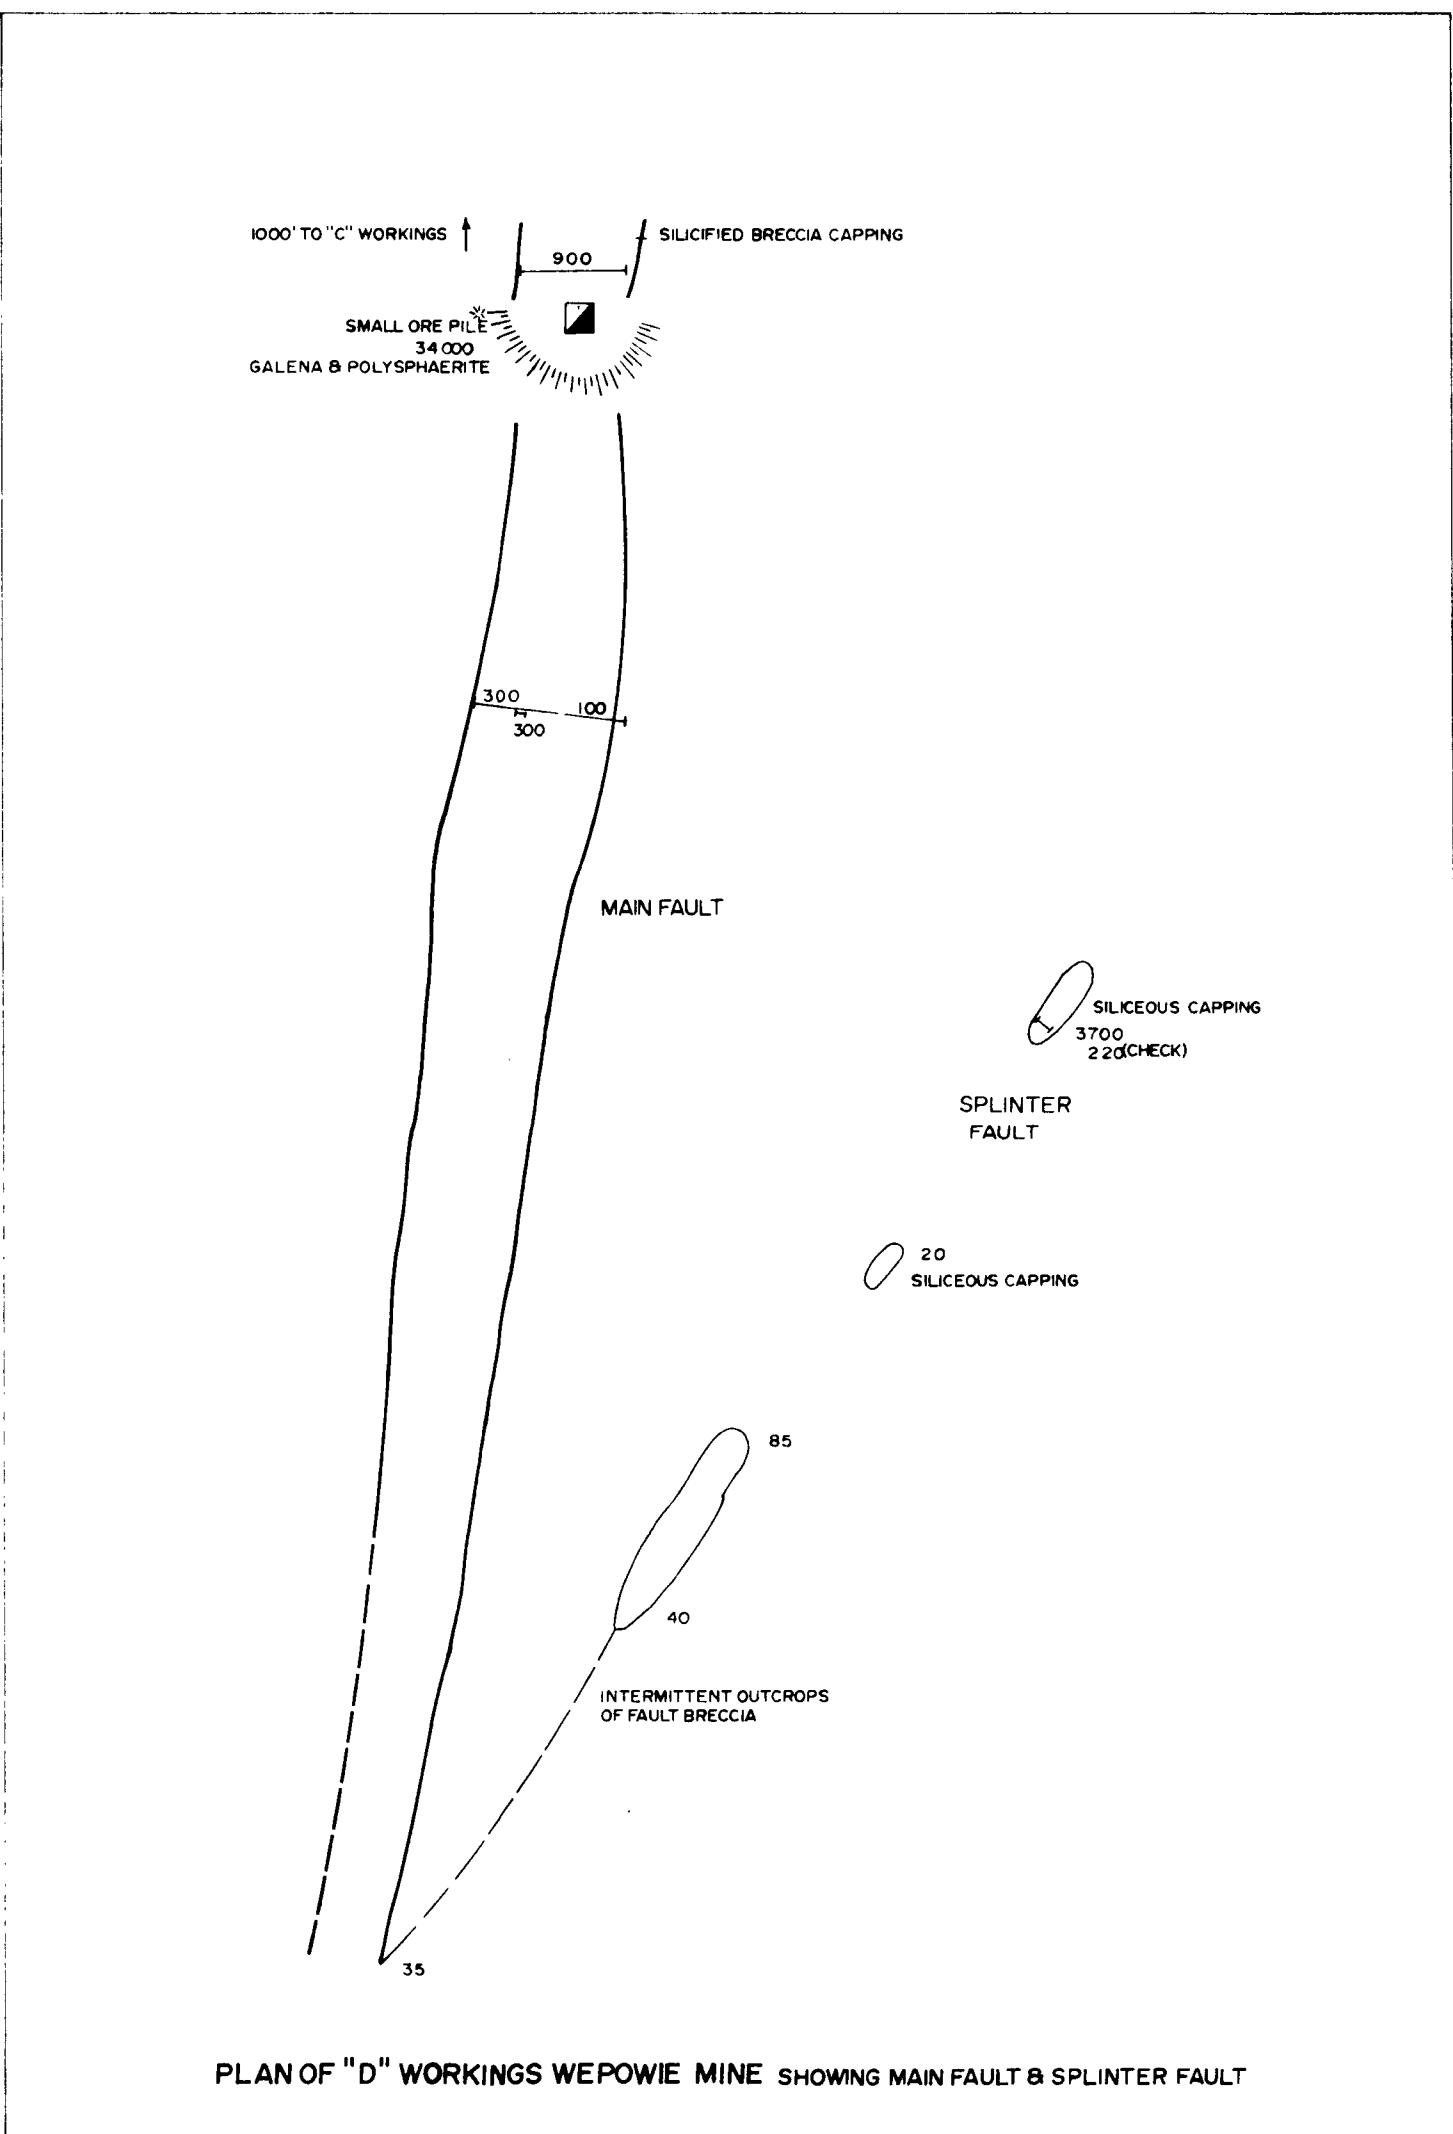 1000' TO "C" WORKINGS
SILICIFIED BRECCIA CAPPING
900
SMALL ORE PILE
34000
GALENA & POLYSPHAERITE
300
100
300
MAIN FAULT
SILICEOUS CAPPING
3700
220(CHECK)
SPLINTER
FAULT
20
SILICEOUS CAPPING
85
40
INTERMITTENT OUTCROPS
OF FAULT BRECCIA
35
PLAN OF "D" WORKINGS WEPOWIE MINE SHOWING MAIN FAULT & SPLINTER FAULT